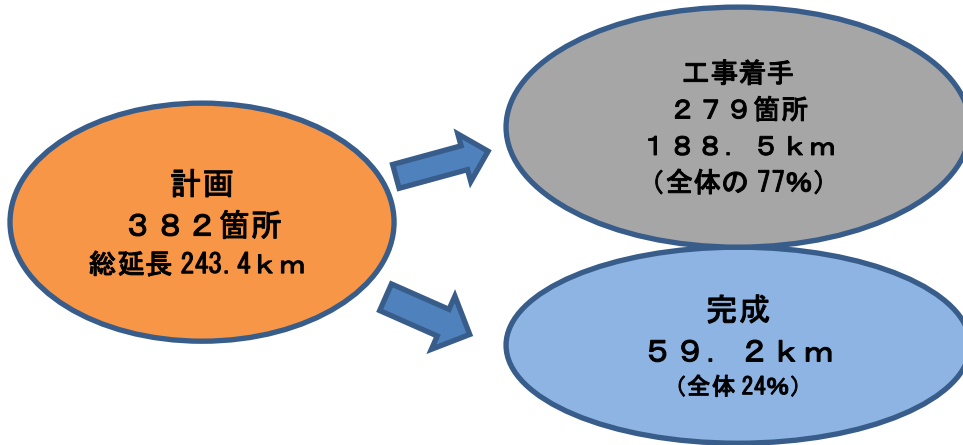 計画
３８２箇所
総延長 243.4ｋｍ
工事着手
２７９箇所
１８８．５ｋｍ
（全体の 77%）
完成
５９．２ｋｍ
（全体 24%）